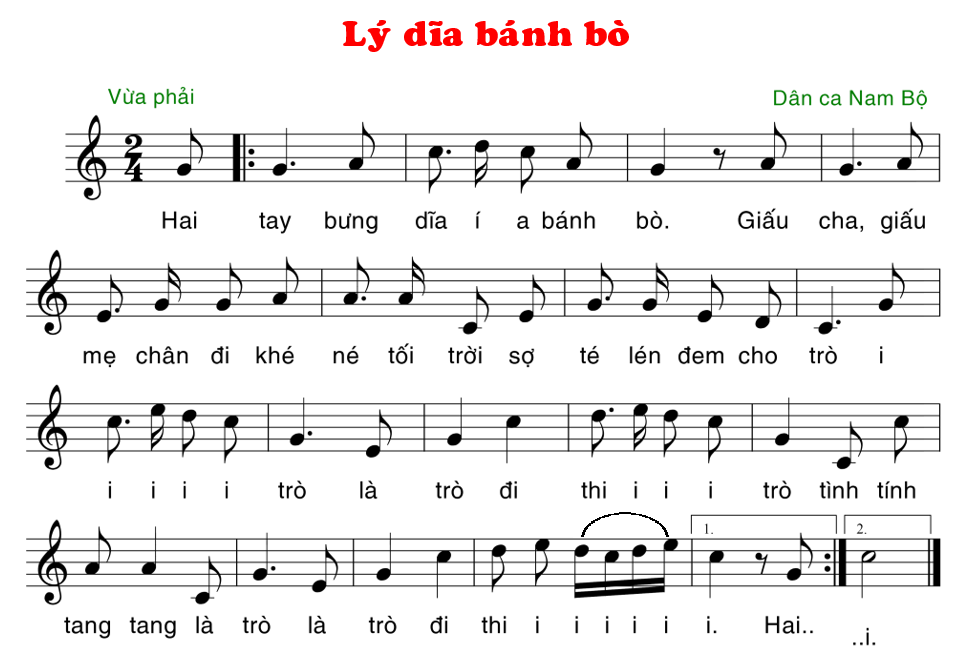 Lý dĩa bánh bò
Vừa phải
Dân ca Nam Bộ
2
4
Hai tay bưng dĩa í a bánh bò. Giấu cha, giấu
mẹ chân đi khé né tối trời sợ té lén đem cho trò i
i i i i trò là trò đi thi i i i trò tình tính
1.
2.
tang tang là trò là trò đi thi i i i i i i. Hai..
..i.